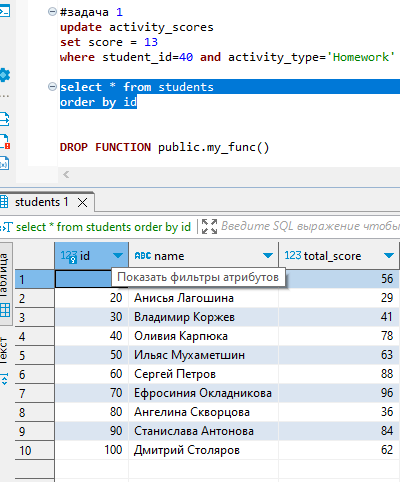 #задача 1
update activity_scores
set score = 13
where student_id=40 and activity_type='Homework'
select * from students
order by id
DROP FUNCTION public.my_func()
students 1
select * from students order by id Введите SQL выражение чтобы
Таблица
Текст
id name total_score
Показать фильтры атрибутов
1 56
2 20 Анисья Лагошина 29
3 30 Владимир Коржев 41
4 40 Оливия Карпюка 78
5 50 Ильяс Мухаметшин 63
6 60 Сергей Петров 88
7 70 Ефросиния Окладникова 96
8 80 Ангелина Скворцова 36
9 90 Станислава Антонова 84
10 100 Дмитрий Столяров 62